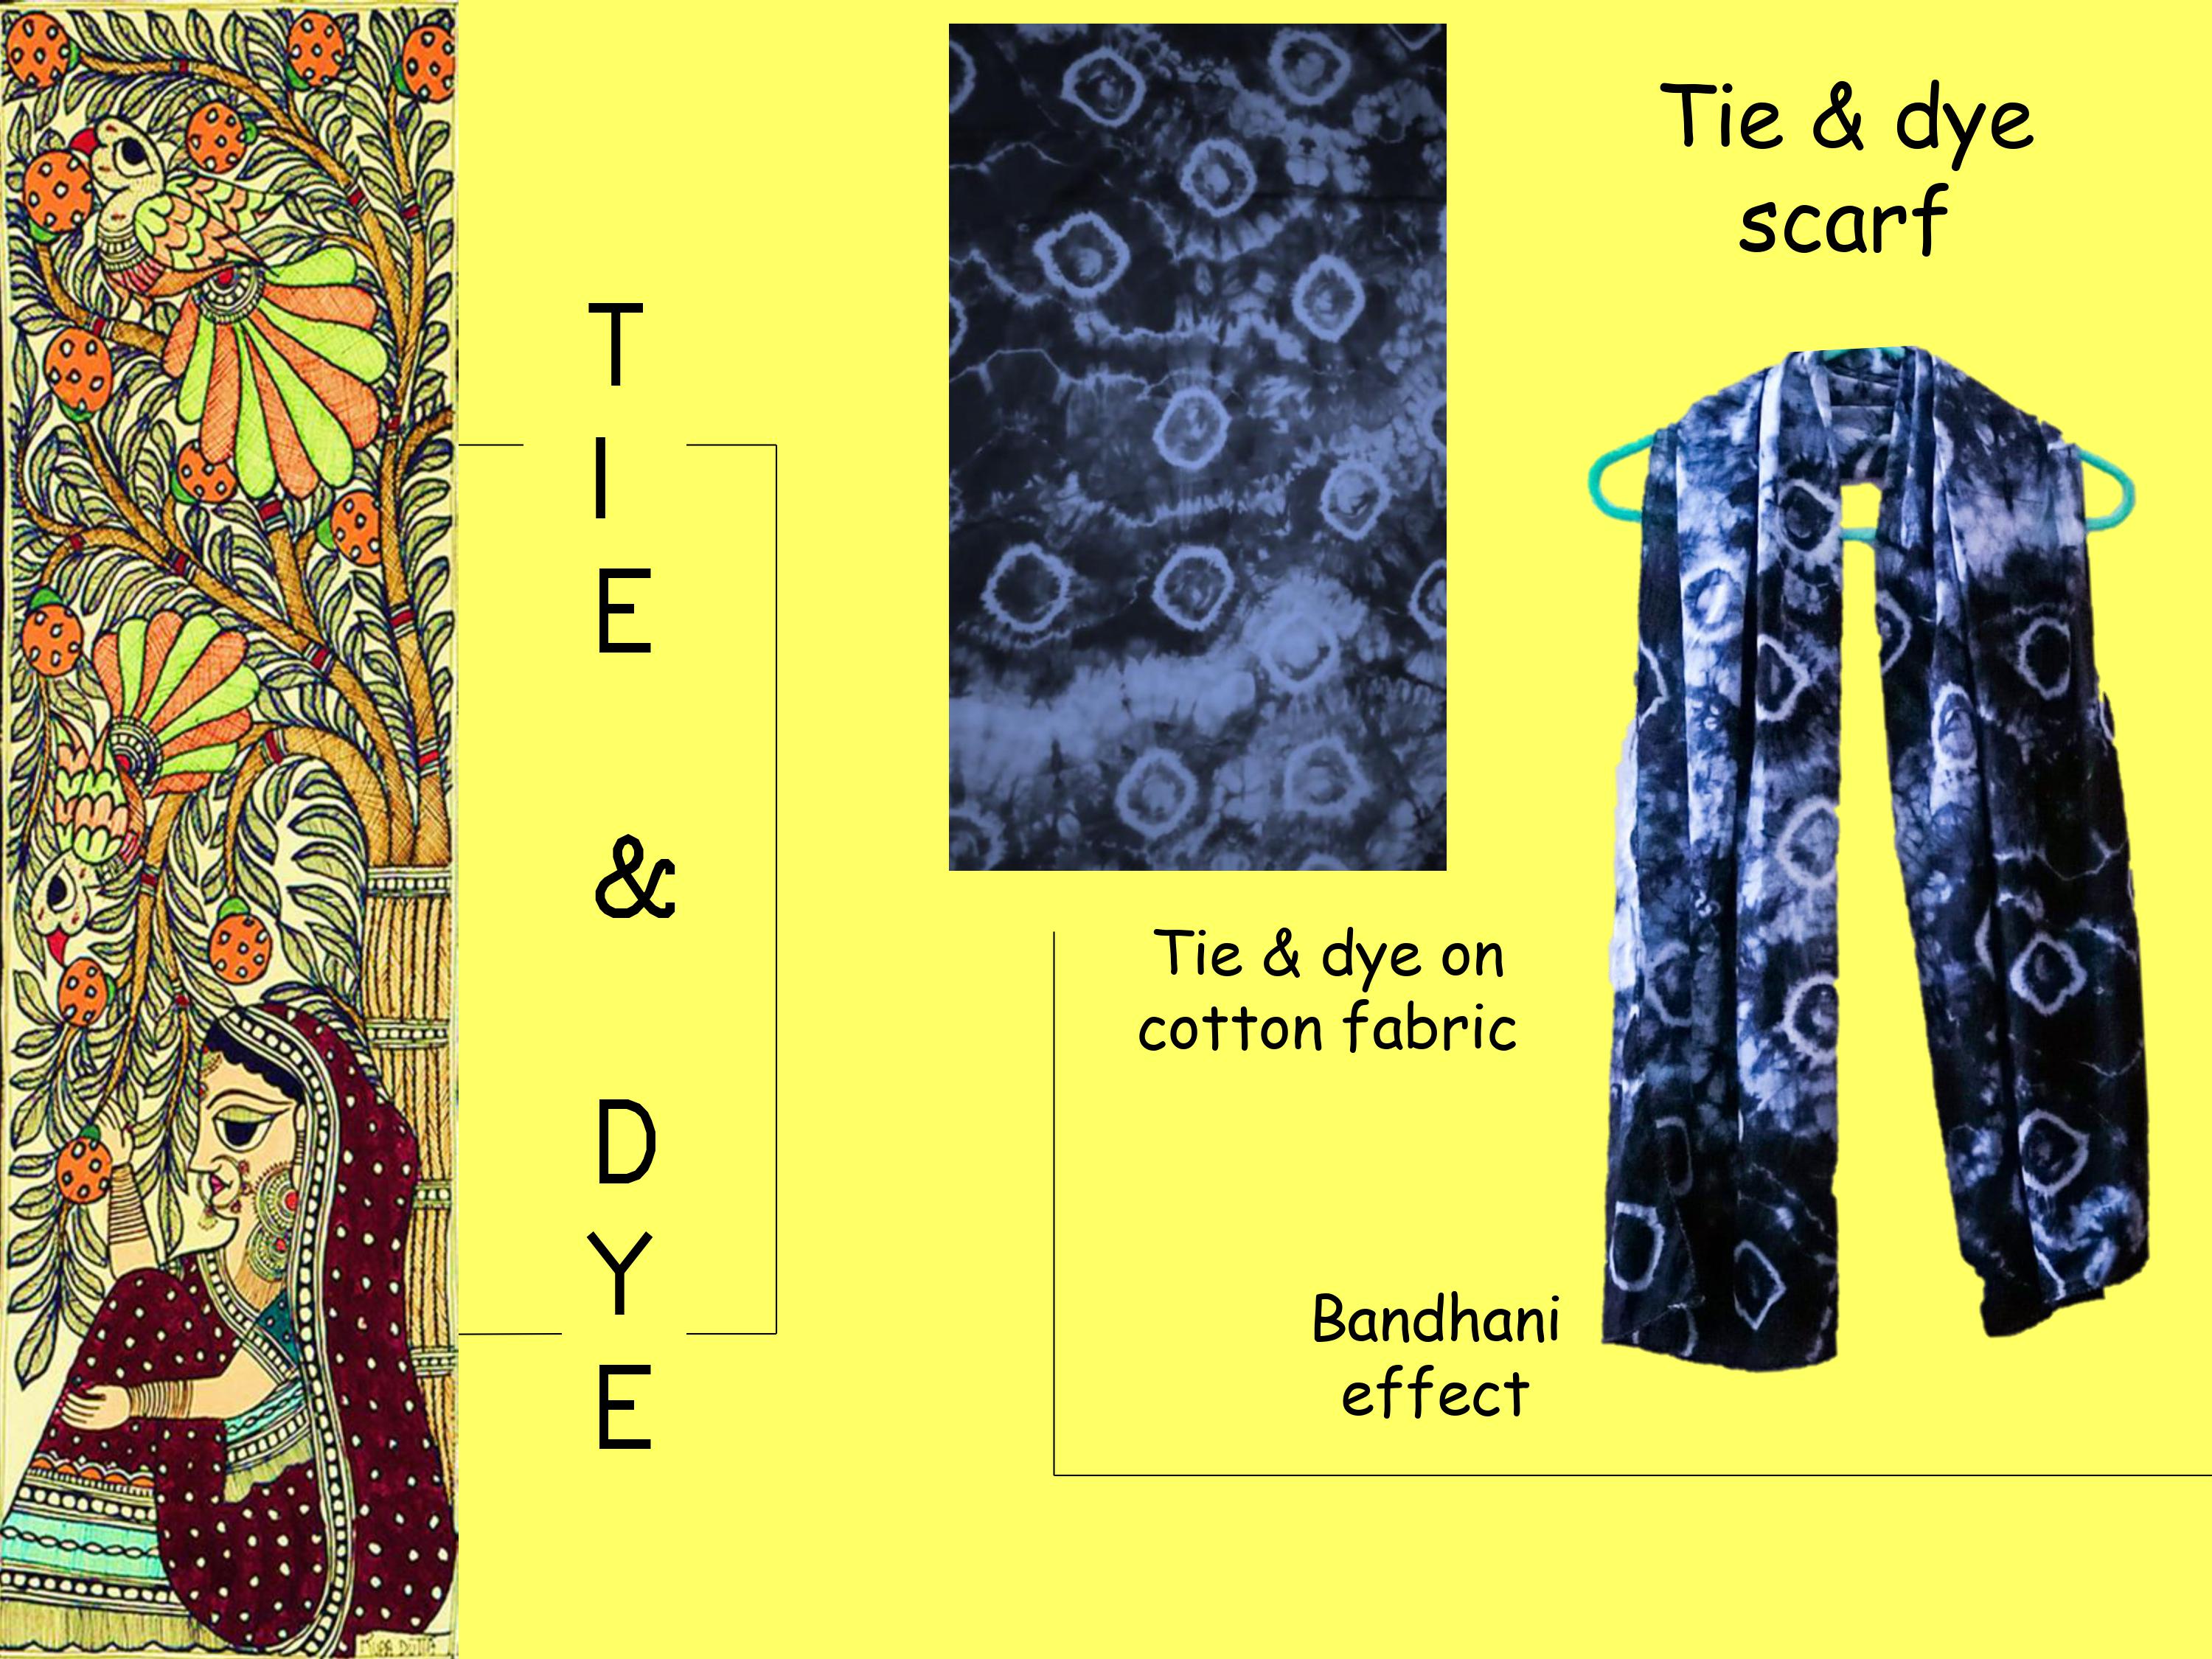 T
I
E
&
D
Y
E
Tie & dye
scarf
Tie & dye on
cotton fabric
Bandhani
effect